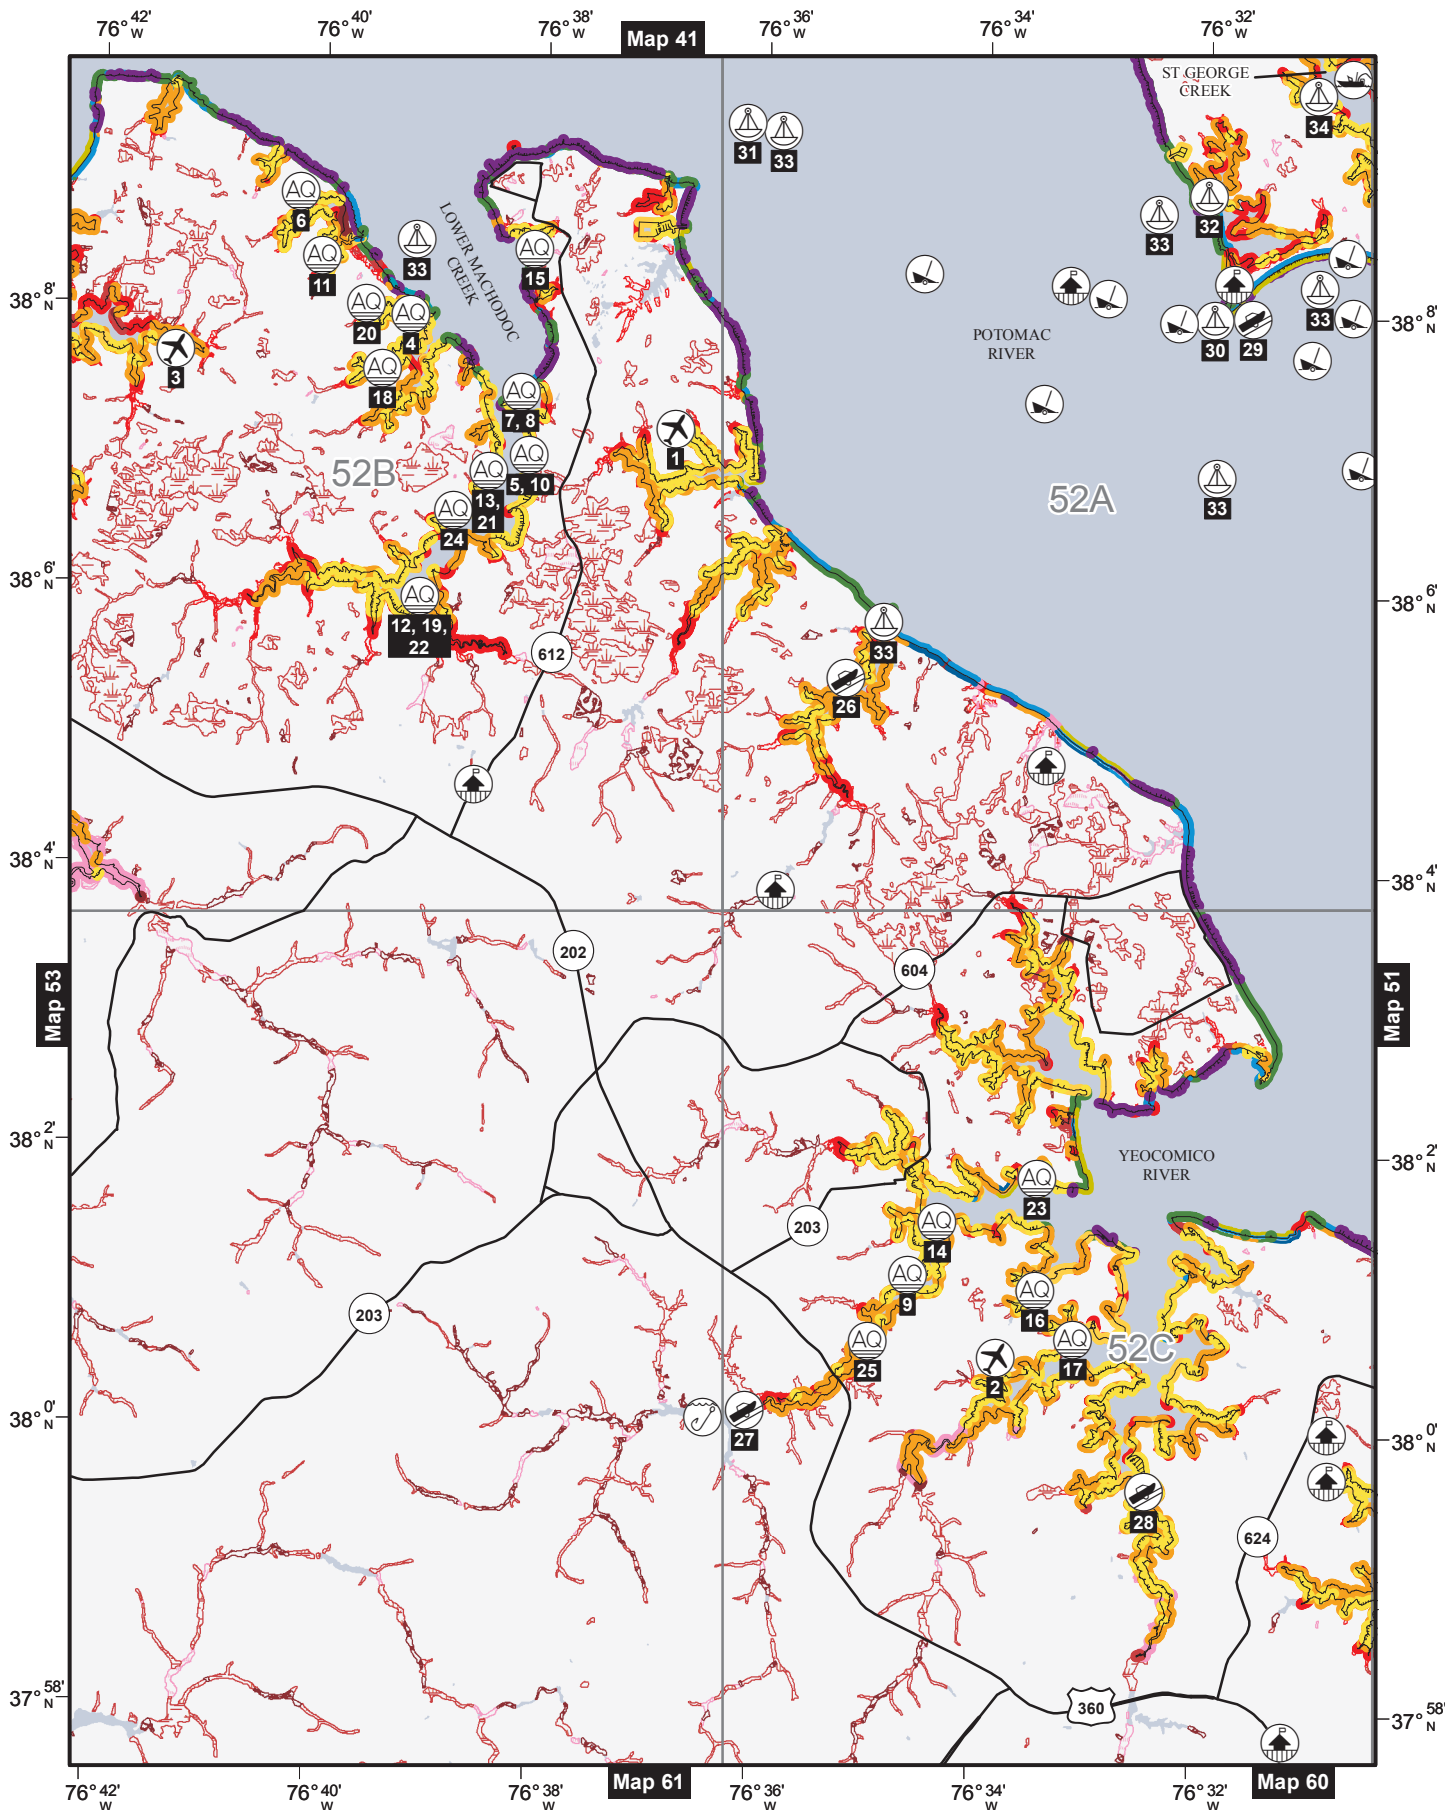 76° 42' W
76° 40' W
76° 38' W
Map 41
76° 36' W
76° 34' W
76° 32' W
ST GEORGE
CREEK
34
31
33
AQ
6
LOWER MACHODOC
CREEK
33
AQ
15
33
32
AQ
11
38° 8' N
AQ
20
AQ
4
POTOMAC
RIVER
30
29
33
38° 8' N
3
AQ
18
AQ
7, 8
1
52B
AQ
13,
21
AQ
5, 10
52A
33
AQ
24
38° 6' N
38° 6' N
AQ
12, 19,
22
612
33
26
38° 4' N
38° 4' N
Map 53
202
604
Map 51
38° 2' N
38° 2' N
YEOCOMICO
RIVER
AQ
23
203
AQ
14
AQ
9
AQ
16
203
AQ
25
2
AQ
17
52C
38° 0' N
27
38° 0' N
28
624
37° 58' N
360
37° 58' N
76° 42' W
76° 40' W
76° 38' W
Map 61
76° 36' W
76° 34' W
76° 32' W
Map 60